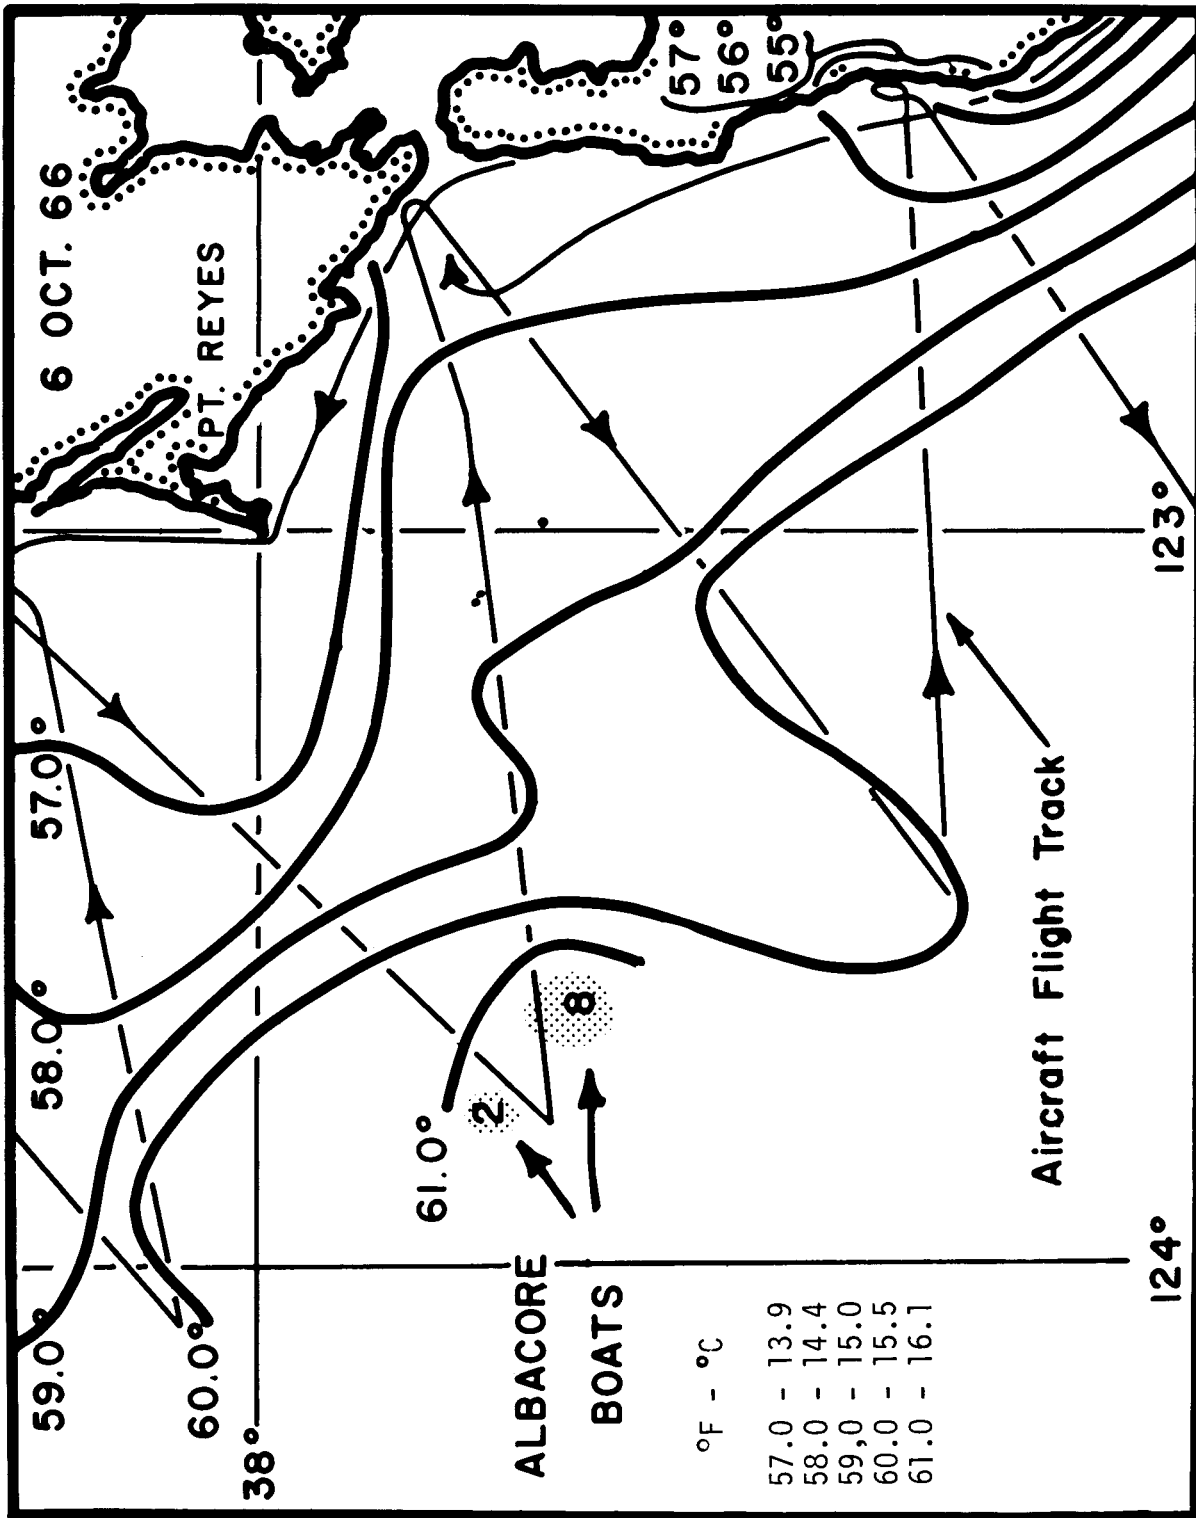 6 OCT. 66
PT. REYES
57°
56°
55°
57.0°
58.0°
59.0°
60.0°
61.0°
38°
2
8
ALBACORE
BOATS
Aircraft Flight Track
°F - °C
57.0 - 13.9
58.0 - 14.4
59,0 - 15.0
60.0 - 15.5
61.0 - 16.1
124°
123°